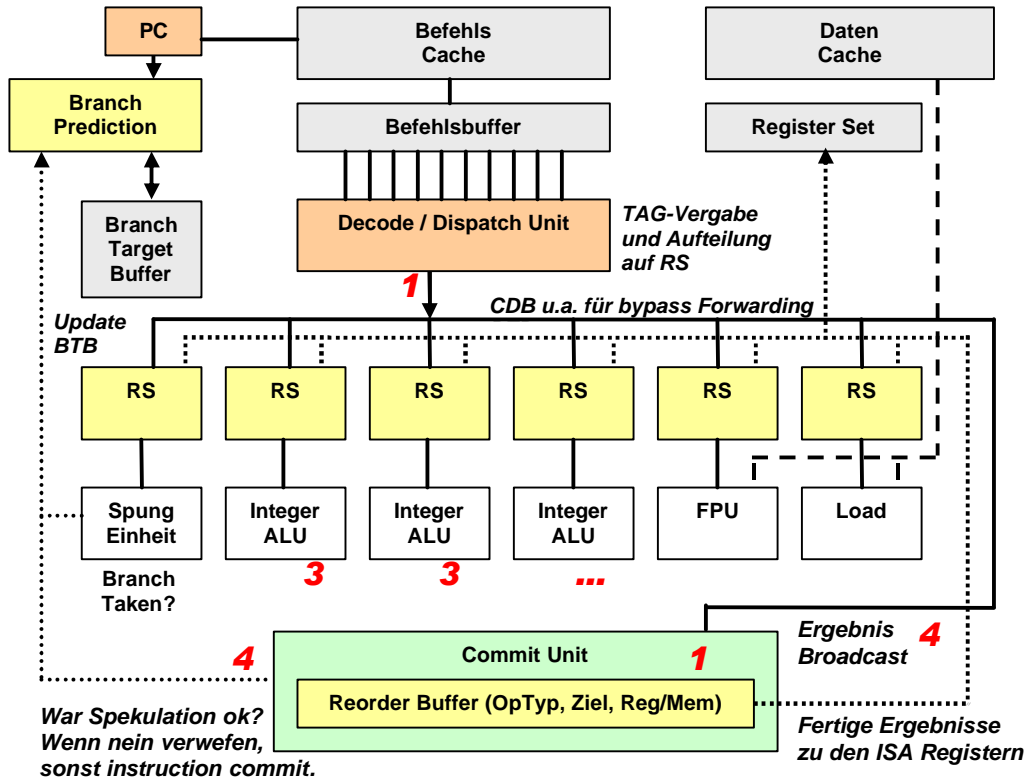 PC
Befehls
Cache
Daten
Cache
Branch
Prediction
Befehlsbuffer
Register Set
Branch
Target
Buffer
Decode / Dispatch Unit
TAG-Vergabe
und Aufteilung
auf RS
1
CDB u.a. für bypass Forwarding
Update
BTB
RS
RS
RS
RS
RS
RS
Spung
Einheit
Integer
ALU
Integer
ALU
Integer
ALU
FPU
Load
3
3
...
Branch
Taken?
4
Commit Unit
1
Ergebnis
Broadcast
4
Reorder Buffer (OpTyp, Ziel, Reg/Mem)
War Spekulation ok?
Wenn nein verwefen,
sonst instruction commit.
Fertige Ergebnisse
zu den ISA Registern